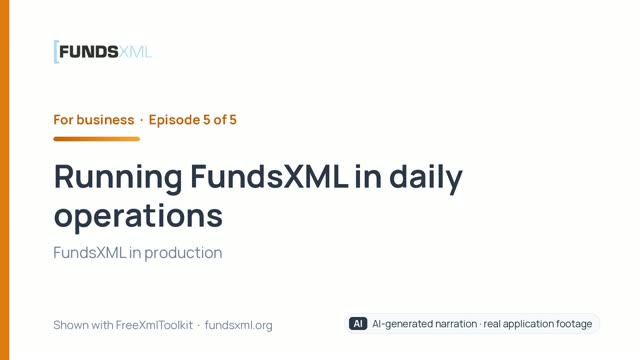 FUNDSXML
For business · Episode 5 of 5
Running FundsXML in daily
operations
FundsXML in production
Shown with FreeXmlToolkit · fundsxml.org
AI AI-generated narration · real application footage